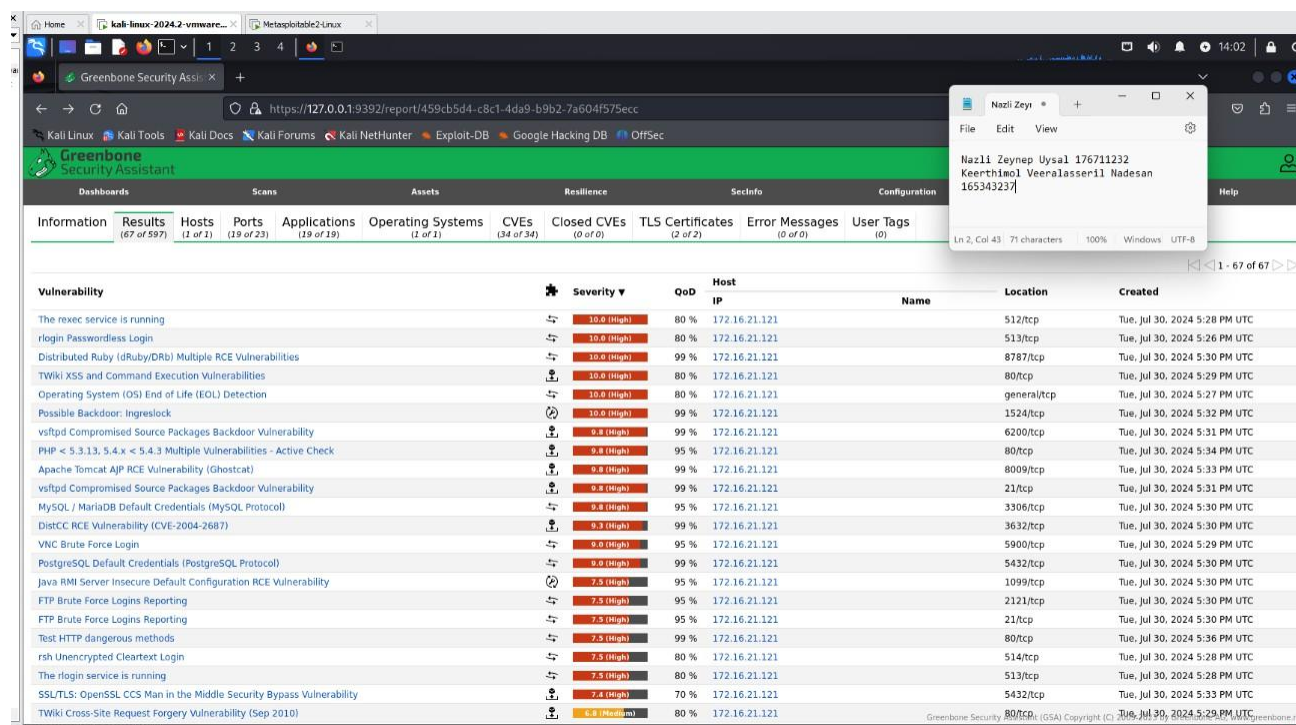 Home
kali-linux-2024.2-vmware...
Metasploitable2-Linux
1 2 3 4
14:02
Greenbone Security Assis
https://127.0.0.1:9392/report/459cb5d4-c8c1-4da9-b9b2-7a604f575ecc
Kali Linux Kali Tools Kali Docs Kali Forums Kali NetHunter Exploit-DB Google Hacking DB OffSec
Nazli Zeyı
File Edit View
Nazli Zeynep Uysal 176711232
Keerthimol Veeralasseril Nadesan
165343237
Ln 2, Col 43 71 characters 100% Windows UTF-8
Greenbone
Security Assistant
Dashboards Scans Assets Resilience SecInfo Configuration Help
Information Results Hosts Ports Applications Operating Systems CVEs Closed CVEs TLS Certificates Error Messages User Tags
(67 of 597) (1 of 1) (19 of 23) (19 of 19) (1 of 1) (34 of 34) (0 of 0) (2 of 2) (0 of 0) (0)
1 - 67 of 67
Vulnerability Severity ▼ QoD Host Location Created
IP Name
The rexec service is running 10.0 (High) 80 % 172.16.21.121 512/tcp Tue, Jul 30, 2024 5:28 PM UTC
rlogin Passwordless Login 10.0 (High) 80 % 172.16.21.121 513/tcp Tue, Jul 30, 2024 5:26 PM UTC
Distributed Ruby (dRuby/DRb) Multiple RCE Vulnerabilities 10.0 (High) 99 % 172.16.21.121 8787/tcp Tue, Jul 30, 2024 5:30 PM UTC
TWiki XSS and Command Execution Vulnerabilities 10.0 (High) 80 % 172.16.21.121 80/tcp Tue, Jul 30, 2024 5:29 PM UTC
Operating System (OS) End of Life (EOL) Detection 10.0 (High) 80 % 172.16.21.121 general/tcp Tue, Jul 30, 2024 5:27 PM UTC
Possible Backdoor: Ingreslock 10.0 (High) 99 % 172.16.21.121 1524/tcp Tue, Jul 30, 2024 5:32 PM UTC
vsftpd Compromised Source Packages Backdoor Vulnerability 9.8 (High) 99 % 172.16.21.121 6200/tcp Tue, Jul 30, 2024 5:31 PM UTC
PHP < 5.3.13, 5.4.x < 5.4.3 Multiple Vulnerabilities - Active Check 9.8 (High) 95 % 172.16.21.121 80/tcp Tue, Jul 30, 2024 5:34 PM UTC
Apache Tomcat AJP RCE Vulnerability (Ghostcat) 9.8 (High) 99 % 172.16.21.121 8009/tcp Tue, Jul 30, 2024 5:33 PM UTC
vsftpd Compromised Source Packages Backdoor Vulnerability 9.8 (High) 99 % 172.16.21.121 21/tcp Tue, Jul 30, 2024 5:31 PM UTC
MySQL / MariaDB Default Credentials (MySQL Protocol) 9.8 (High) 95 % 172.16.21.121 3306/tcp Tue, Jul 30, 2024 5:30 PM UTC
DistCC RCE Vulnerability (CVE-2004-2687) 9.3 (High) 99 % 172.16.21.121 3632/tcp Tue, Jul 30, 2024 5:30 PM UTC
VNC Brute Force Login 9.0 (High) 95 % 172.16.21.121 5900/tcp Tue, Jul 30, 2024 5:29 PM UTC
PostgreSQL Default Credentials (PostgreSQL Protocol) 9.0 (High) 99 % 172.16.21.121 5432/tcp Tue, Jul 30, 2024 5:30 PM UTC
Java RMI Server Insecure Default Configuration RCE Vulnerability 7.5 (High) 95 % 172.16.21.121 1099/tcp Tue, Jul 30, 2024 5:30 PM UTC
FTP Brute Force Logins Reporting 7.5 (High) 95 % 172.16.21.121 2121/tcp Tue, Jul 30, 2024 5:30 PM UTC
FTP Brute Force Logins Reporting 7.5 (High) 95 % 172.16.21.121 21/tcp Tue, Jul 30, 2024 5:30 PM UTC
Test HTTP dangerous methods 7.5 (High) 99 % 172.16.21.121 80/tcp Tue, Jul 30, 2024 5:36 PM UTC
rsh Unencrypted Cleartext Login 7.5 (High) 80 % 172.16.21.121 514/tcp Tue, Jul 30, 2024 5:28 PM UTC
The rlogin service is running 7.5 (High) 80 % 172.16.21.121 513/tcp Tue, Jul 30, 2024 5:28 PM UTC
SSL/TLS: OpenSSL CCS Man in the Middle Security Bypass Vulnerability 7.4 (High) 70 % 172.16.21.121 5432/tcp Tue, Jul 30, 2024 5:33 PM UTC
TWiki Cross-Site Request Forgery Vulnerability (Sep 2010) 6.8 (Medium) 80 % 172.16.21.121 80/tcp Tue, Jul 30, 2024 5:29 PM UTC
Greenbone Security Assistant (GSA) Copyright (C) by Greenbone AG,